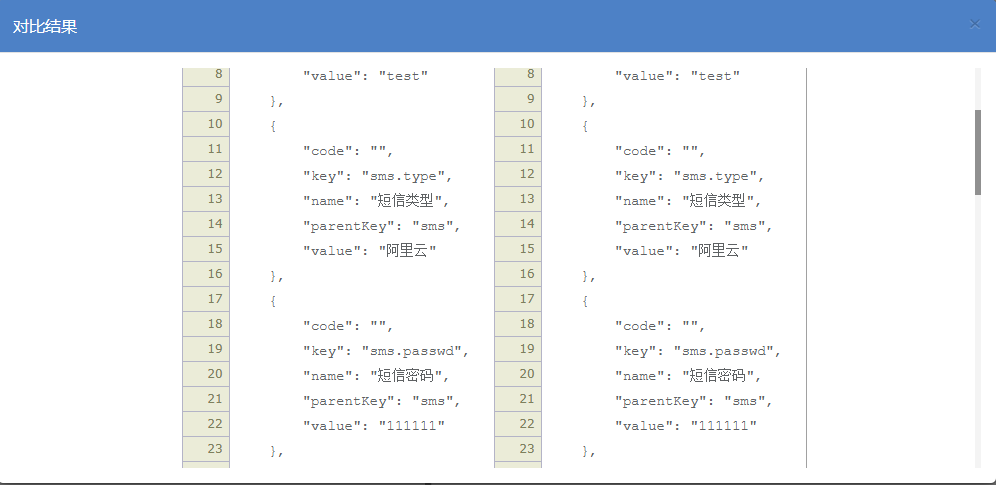 对比结果
×
8 "value": "test" 8 "value": "test"
9 }, 9 },
10 { 10 {
11 "code": "", 11 "code": "",
12 "key": "sms.type", 12 "key": "sms.type",
13 "name": "短信类型", 13 "name": "短信类型",
14 "parentKey": "sms", 14 "parentKey": "sms",
15 "value": "阿里云" 15 "value": "阿里云"
16 }, 16 },
17 { 17 {
18 "code": "", 18 "code": "",
19 "key": "sms.passwd", 19 "key": "sms.passwd",
20 "name": "短信密码", 20 "name": "短信密码",
21 "parentKey": "sms", 21 "parentKey": "sms",
22 "value": "111111" 22 "value": "111111"
23 }, 23 },